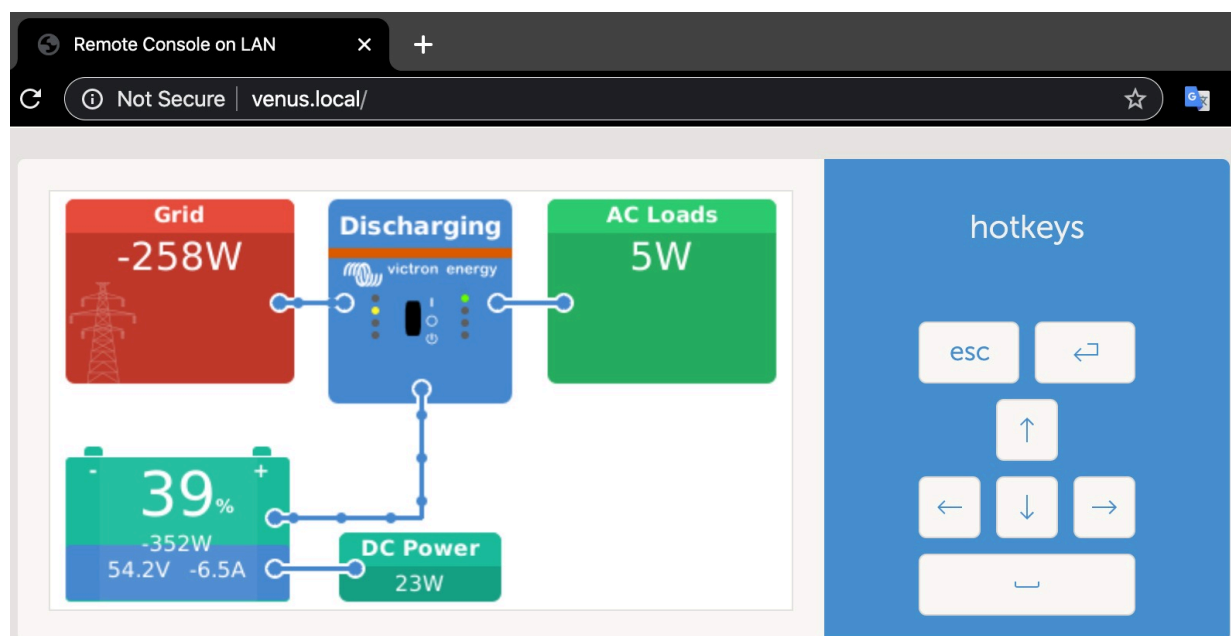 Remote Console on LAN
Not Secure venus.local/
Grid
-258W
Discharging
victron energy
AC Loads
5W
- +
39%
-352W
54.2V -6.5A
DC Power
23W
hotkeys
esc